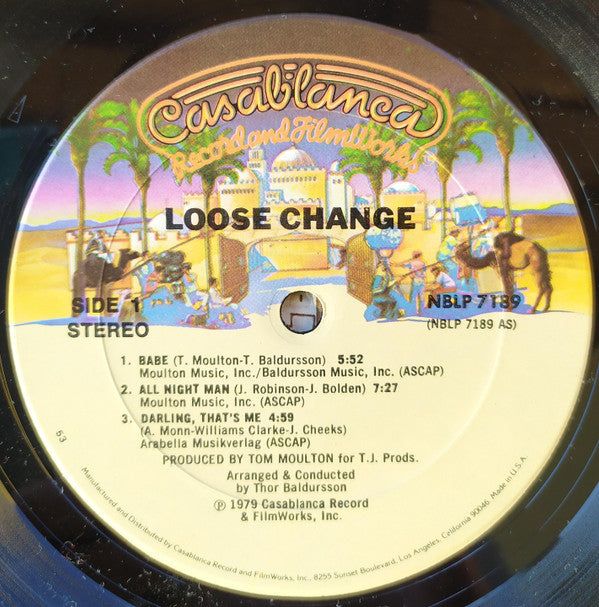 Casablanca
Record and FilmWorks
LOOSE CHANGE
SIDE 1
STEREO
NBLP 7189
(NBLP 7189 AS)
1. BABE (T. Moulton-T. Baldursson) 5:52
Moulton Music, Inc./Baldursson Music, Inc. (ASCAP)
2. ALL NIGHT MAN (J. Robinson-J. Bolden) 7:27
Moulton Music, Inc. (ASCAP)
3. DARLING, THAT'S ME 4:59
(A. Monn-Williams Clarke-J. Cheeks)
Arabella Musikverlag (ASCAP)
PRODUCED BY TOM MOULTON for T.J. Prods.
Arranged & Conducted
by Thor Baldursson
℗ 1979 Casablanca Record
& FilmWorks, Inc.
53
Manufactured and Distributed by Casablanca Record and FilmWorks, Inc., 8255 Sunset Boulevard, Los Angeles, California 90046. Made in U.S.A.